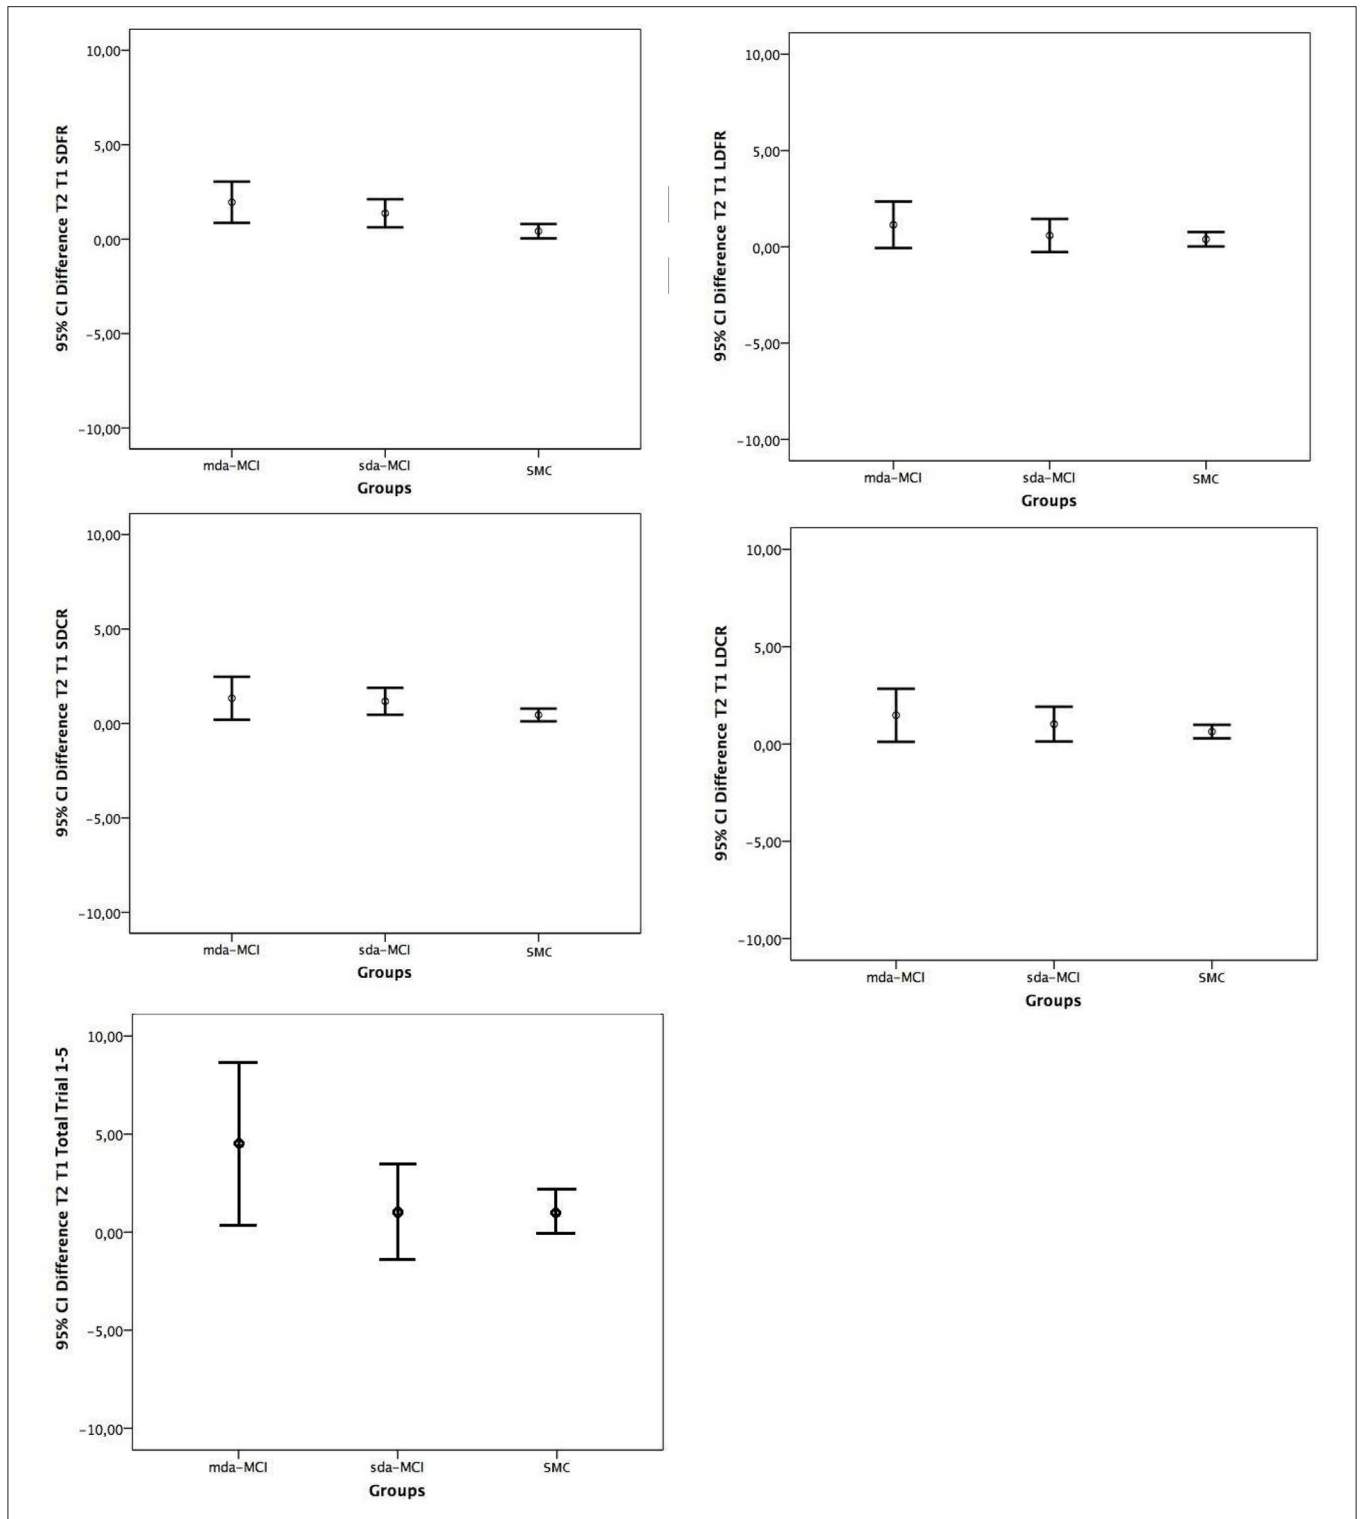 95% CI Difference T2 T1 SDFR
10,00
5,00
0,00
−5,00
−10,00
mda−MCI sda−MCI SMC
Groups
95% CI Difference T2 T1 LDFR
10,00
5,00
0,00
−5,00
−10,00
mda−MCI sda−MCI SMC
Groups
95% CI Difference T2 T1 SDCR
10,00
5,00
0,00
−5,00
−10,00
mda−MCI sda−MCI SMC
Groups
95% CI Difference T2 T1 LDCR
10,00
5,00
0,00
−5,00
−10,00
mda−MCI sda−MCI SMC
Groups
95% CI Difference T2 T1 Total Trial 1-5
10,00
5,00
0,00
−5,00
−10,00
mda−MCI sda−MCI SMC
Groups